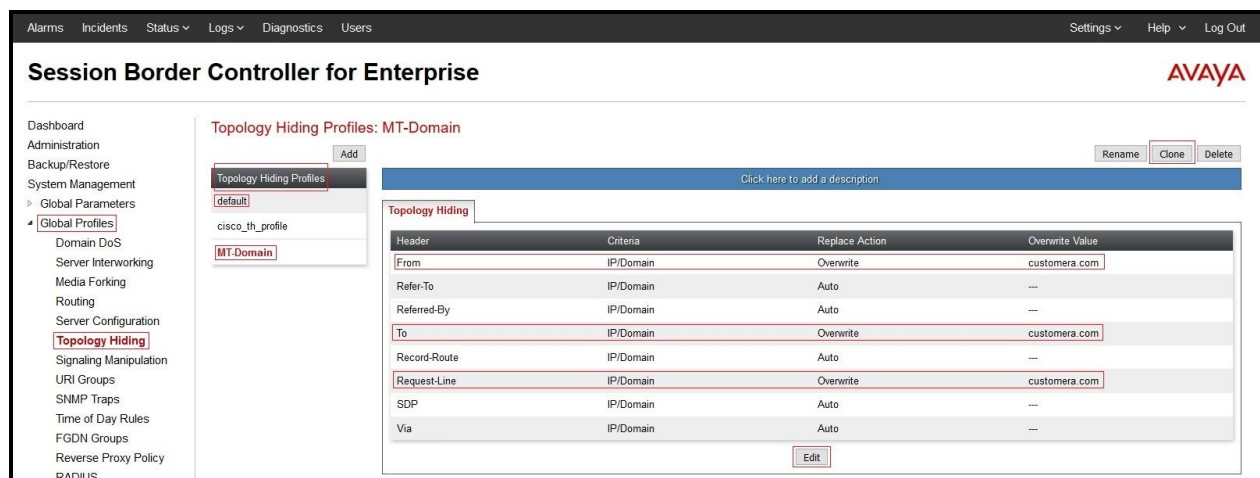 Alarms Incidents Status Logs Diagnostics Users Settings Help Log Out
Session Border Controller for Enterprise
AVAYA
Dashboard
Administration
Backup/Restore
System Management
Global Parameters
Global Profiles
Domain DoS
Server Interworking
Media Forking
Routing
Server Configuration
Topology Hiding
Signaling Manipulation
URI Groups
SNMP Traps
Time of Day Rules
FGDN Groups
Reverse Proxy Policy
RADIUS
Topology Hiding Profiles: MT-Domain
Add
Rename Clone Delete
Topology Hiding Profiles
default
cisco_th_profile
MT-Domain
Click here to add a description.
Topology Hiding
Header Criteria Replace Action Overwrite Value
From IP/Domain Overwrite customera.com
Refer-To IP/Domain Auto ---
Referred-By IP/Domain Auto ---
To IP/Domain Overwrite customera.com
Record-Route IP/Domain Auto ---
Request-Line IP/Domain Overwrite customera.com
SDP IP/Domain Auto ---
Via IP/Domain Auto ---
Edit